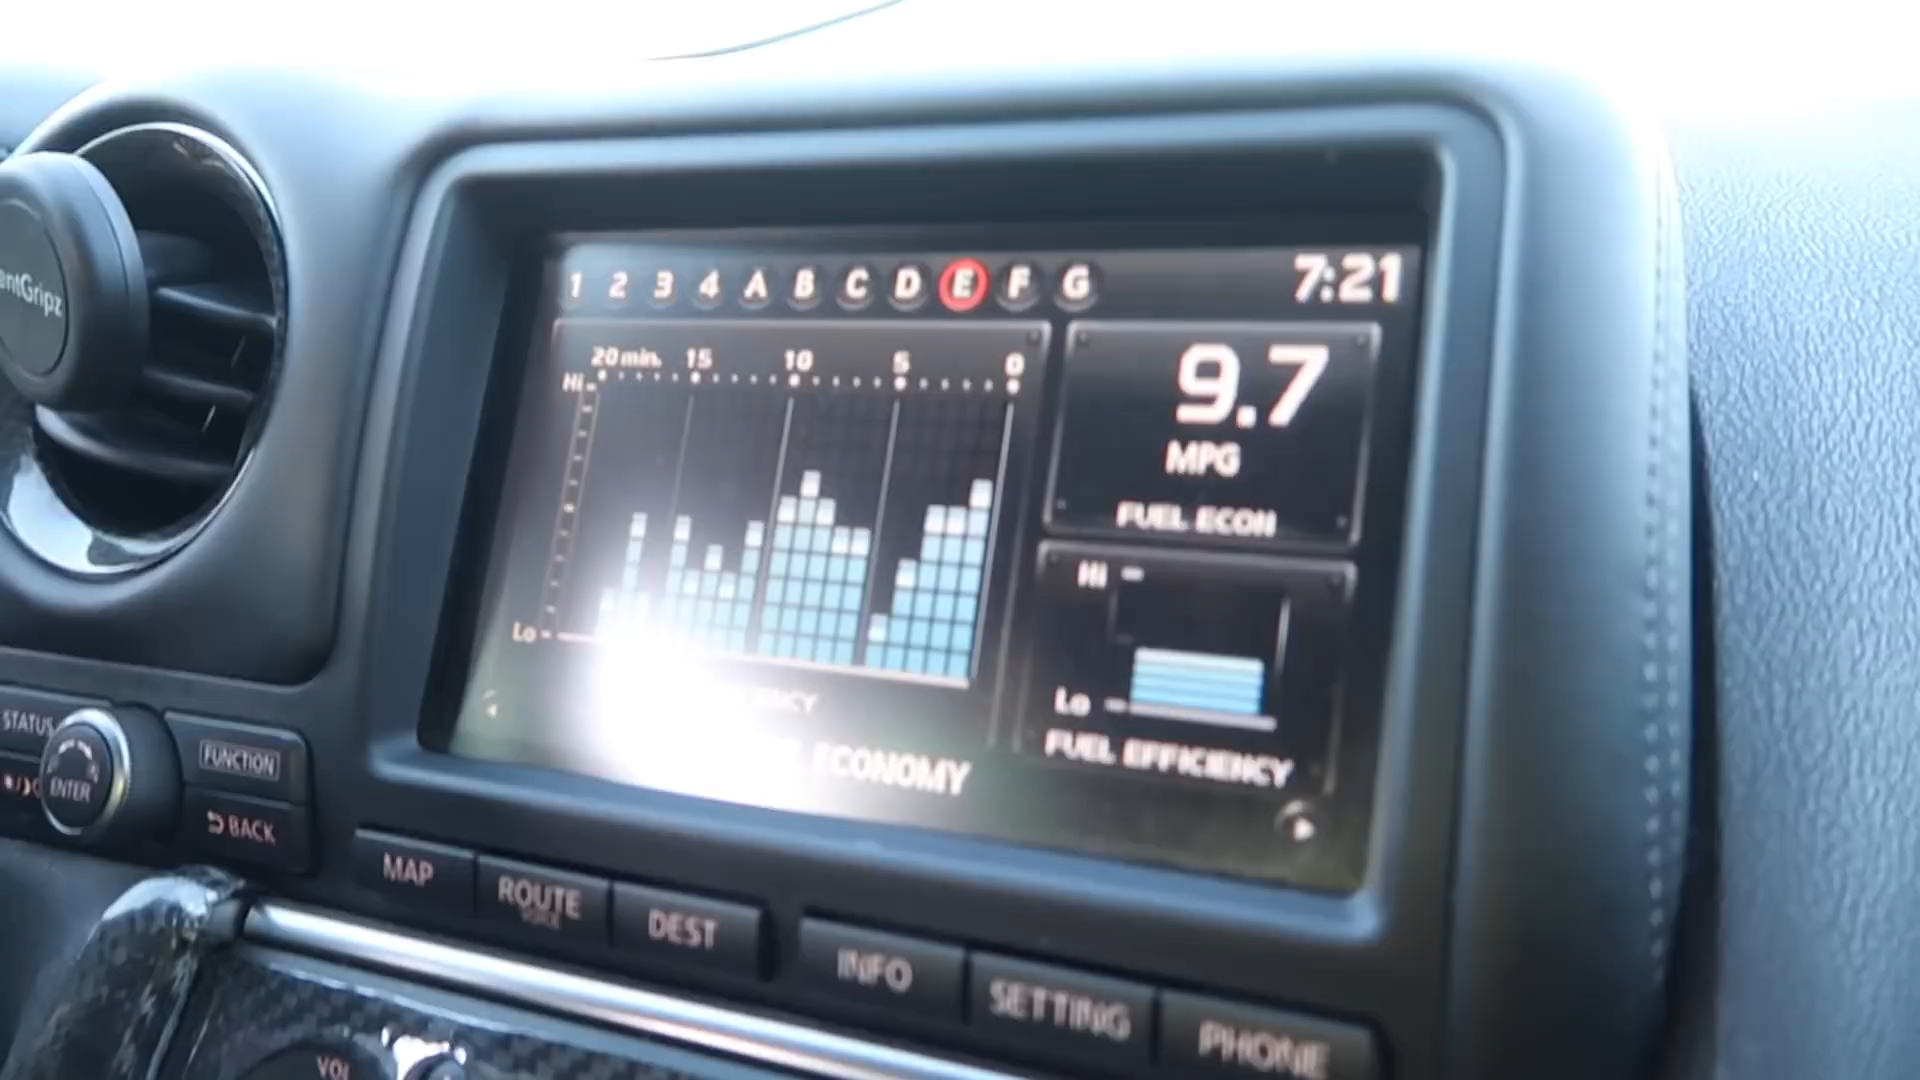 entGripz
1 2 3 4 A B C D E F G
7:21
20 min. 15 10 5 0
Hi
Lo
ECONOMY
9.7
MPG
FUEL ECON
Hi
Lo
FUEL EFFICIENCY
STATUS
ENTER
FUNCTION
BACK
MAP
ROUTE
DEST
INFO
SETTING
PHONE
VOL